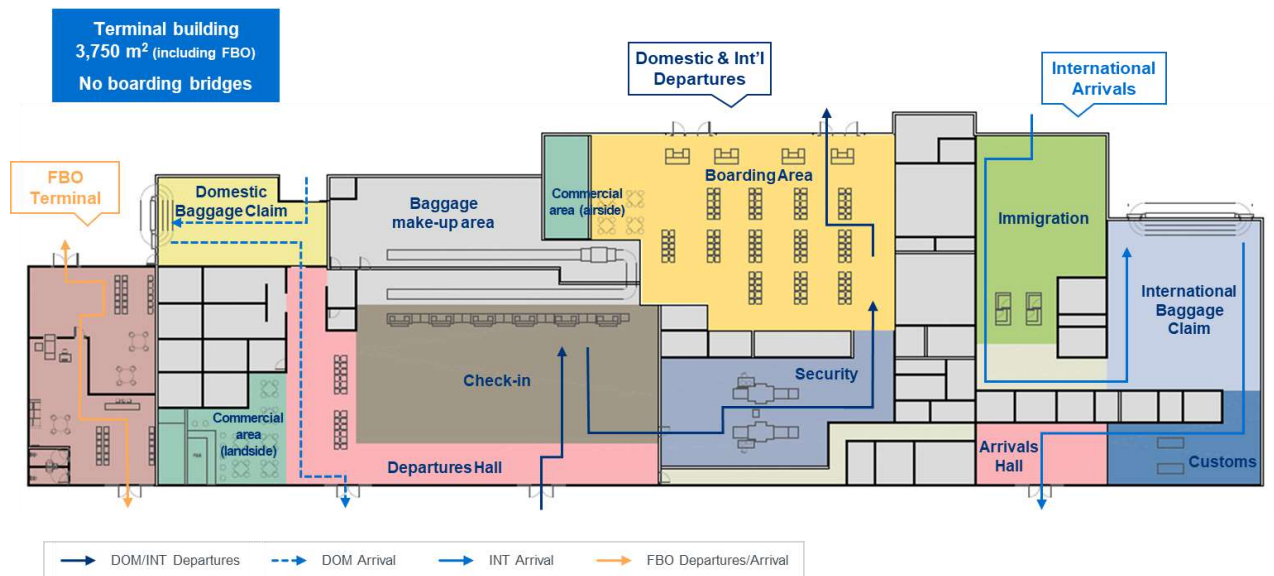 Terminal building
3,750 m² (including FBO)
No boarding bridges
Domestic & Int'l
Departures
International
Arrivals
FBO
Terminal
Domestic
Baggage Claim
Baggage
make-up area
Commercial
area (airside)
Boarding Area
Immigration
International
Baggage
Claim
Check-in
Security
Commercial
area
(landside)
Departures Hall
Arrivals
Hall
Customs
DOM/INT Departures
DOM Arrival
INT Arrival
FBO Departures/Arrival